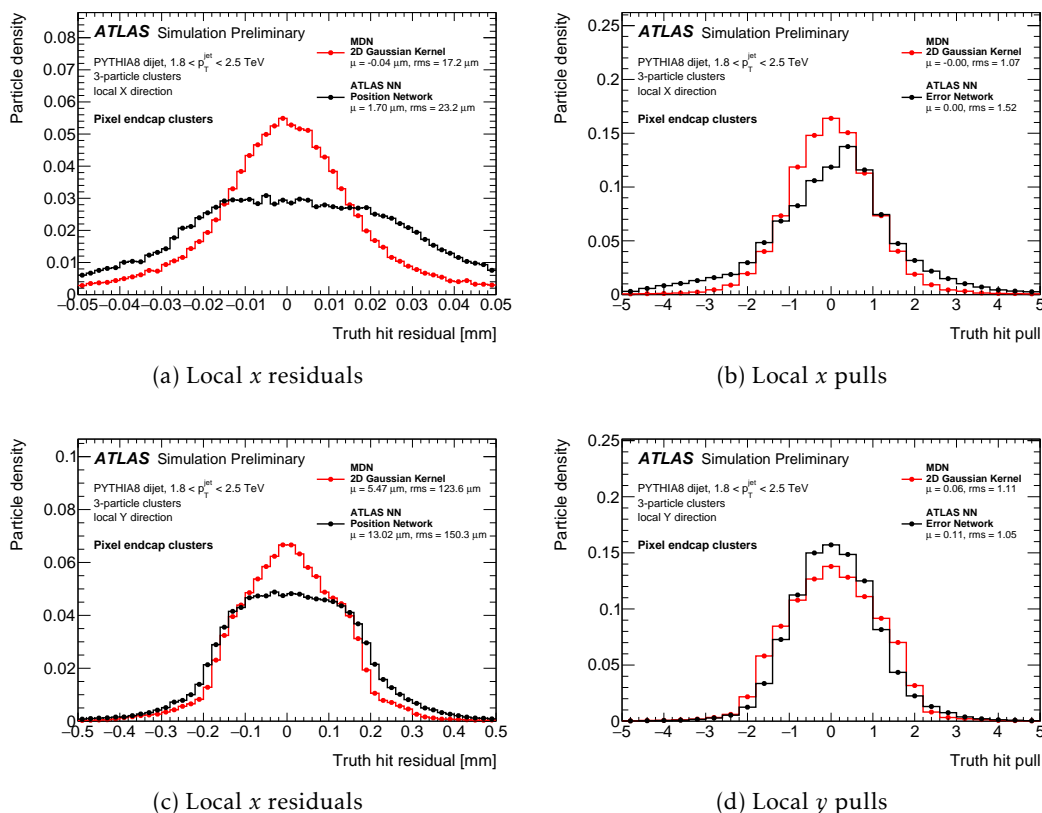 ATLAS Simulation Preliminary
PYTHIA8 dijet, 1.8 < p_T^jet < 2.5 TeV
3-particle clusters
local X direction
Pixel endcap clusters
MDN
2D Gaussian Kernel
μ = -0.04 μm, rms = 17.2 μm
ATLAS NN
Position Network
μ = 1.70 μm, rms = 23.2 μm
Particle density
0.08
0.07
0.06
0.05
0.04
0.03
0.02
0.01
0
−0.05 −0.04 −0.03 −0.02 −0.01 0 0.01 0.02 0.03 0.04 0.05
Truth hit residual [mm]
(a) Local x residuals
ATLAS Simulation Preliminary
PYTHIA8 dijet, 1.8 < p_T^jet < 2.5 TeV
3-particle clusters
local X direction
Pixel endcap clusters
MDN
2D Gaussian Kernel
μ = -0.00, rms = 1.07
ATLAS NN
Error Network
μ = 0.00, rms = 1.52
Particle density
0.25
0.2
0.15
0.1
0.05
0
−5 −4 −3 −2 −1 0 1 2 3 4 5
Truth hit pull
(b) Local x pulls
ATLAS Simulation Preliminary
PYTHIA8 dijet, 1.8 < p_T^jet < 2.5 TeV
3-particle clusters
local Y direction
Pixel endcap clusters
MDN
2D Gaussian Kernel
μ = 5.47 μm, rms = 123.6 μm
ATLAS NN
Position Network
μ = 13.02 μm, rms = 150.3 μm
Particle density
0.1
0.08
0.06
0.04
0.02
0
−0.5 −0.4 −0.3 −0.2 −0.1 0 0.1 0.2 0.3 0.4 0.5
Truth hit residual [mm]
(c) Local x residuals
ATLAS Simulation Preliminary
PYTHIA8 dijet, 1.8 < p_T^jet < 2.5 TeV
3-particle clusters
local Y direction
Pixel endcap clusters
MDN
2D Gaussian Kernel
μ = 0.06, rms = 1.11
ATLAS NN
Error Network
μ = 0.11, rms = 1.05
Particle density
0.25
0.2
0.15
0.1
0.05
0
−5 −4 −3 −2 −1 0 1 2 3 4 5
Truth hit pull
(d) Local y pulls